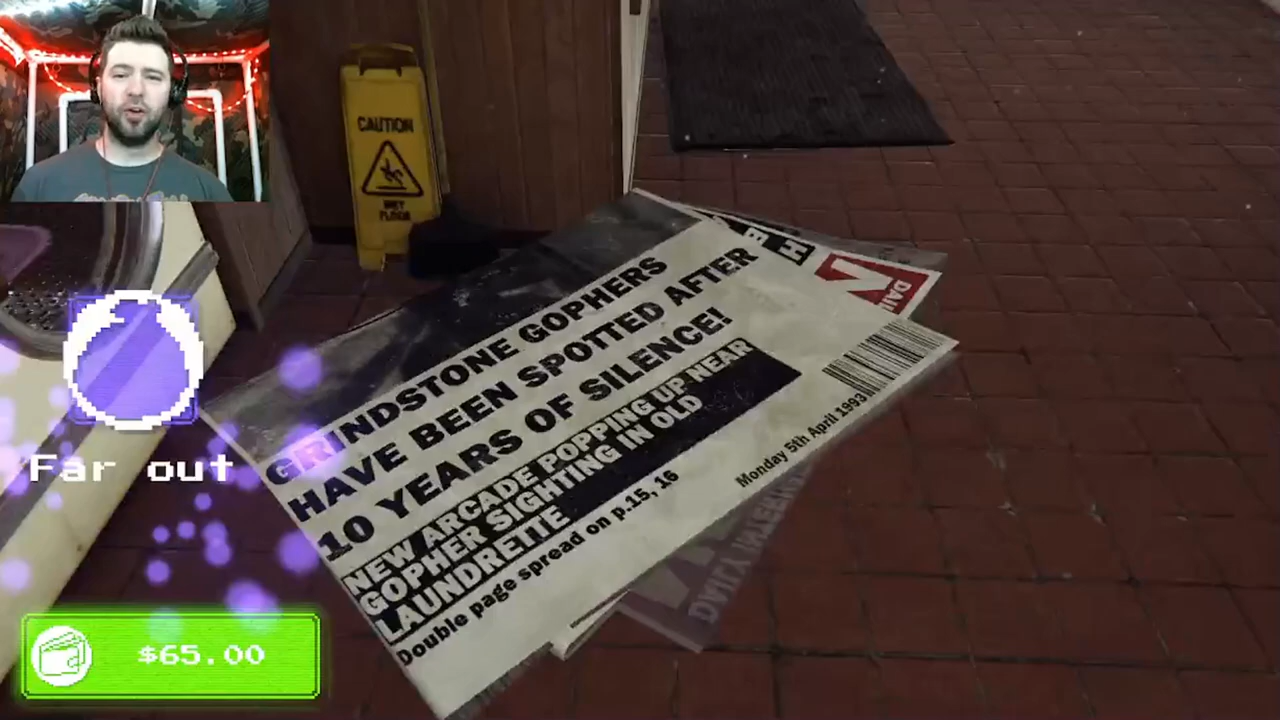 CAUTION
WET
FLOOR
GRINDSTONE GOPHERS
HAVE BEEN SPOTTED AFTER
10 YEARS OF SILENCE!
NEW ARCADE POPPING UP NEAR
GOPHER SIGHTING IN OLD
LAUNDRETTE
Double page spread on p.15, 16
Monday 5th April 1993
Far out
$65.00